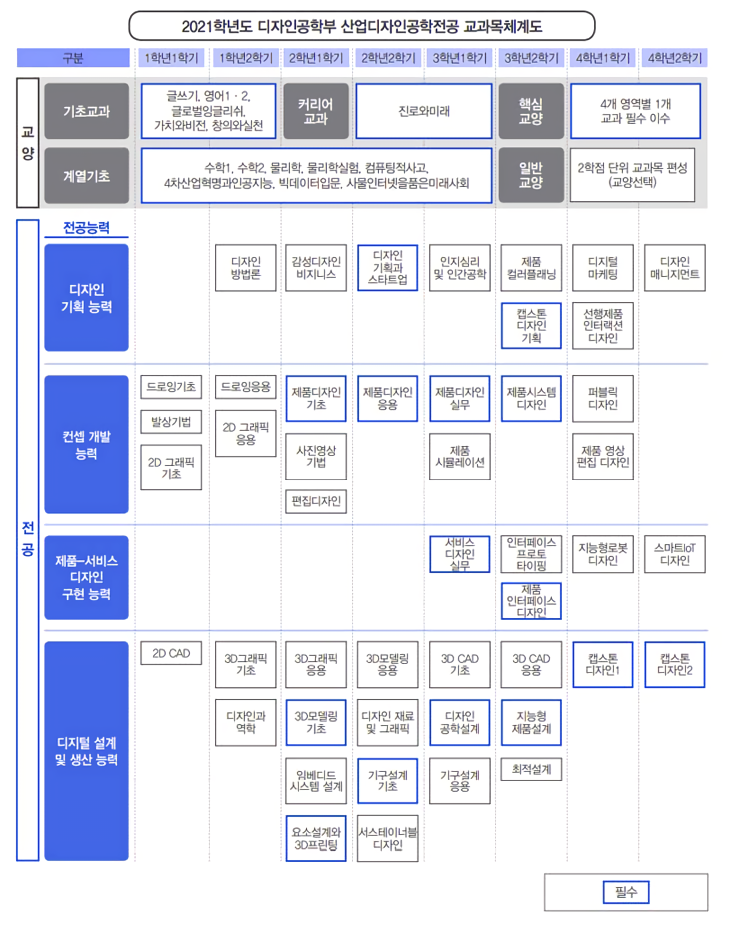 2021학년도 디자인공학부 산업디자인공학전공 교과목체계도
구분
1학년1학기
1학년2학기
2학년1학기
2학년2학기
3학년1학기
3학년2학기
4학년1학기
4학년2학기
교
양
기초교과
글쓰기, 영어1 · 2,
글로벌잉글리쉬,
가치와비전, 창의와실천
커리어
교과
진로와미래
핵심
교양
4개 영역별 1개
교과 필수 이수
계열기초
수학1, 수학2, 물리학, 물리학실험, 컴퓨팅적사고,
4차산업혁명과인공지능, 빅데이터입문, 사물인터넷을품은미래사회
일반
교양
2학점 단위 교과목 편성
(교양선택)
전
공
전공능력
디자인
기획 능력
디자인
방법론
감성디자인
비지니스
디자인
기획과
스타트업
인지심리
및 인간공학
제품
컬러플래닝
디지털
마케팅
디자인
매니지먼트
캡스톤
디자인
기획
선행제품
인터랙션
디자인
컨셉 개발
능력
드로잉기초
드로잉응용
제품디자인
기초
제품디자인
응용
제품디자인
실무
제품시스템
디자인
퍼블릭
디자인
발상기법
2D 그래픽
응용
사진영상
기법
제품
시뮬레이션
제품 영상
편집 디자인
2D 그래픽
기초
편집디자인
제품-서비스
디자인
구현 능력
서비스
디자인
실무
인터페이스
프로토
타이핑
지능형로봇
디자인
스마트IoT
디자인
제품
인터페이스
디자인
디지털 설계
및 생산 능력
2D CAD
3D그래픽
기초
3D그래픽
응용
3D모델링
응용
3D CAD
기초
3D CAD
응용
캡스톤
디자인1
캡스톤
디자인2
디자인과
역학
3D모델링
기초
디자인 재료
및 그래픽
디자인
공학설계
지능형
제품설계
임베디드
시스템 설계
기구설계
기초
기구설계
응용
최적설계
요소설계와
3D프린팅
서스테이너블
디자인
필수